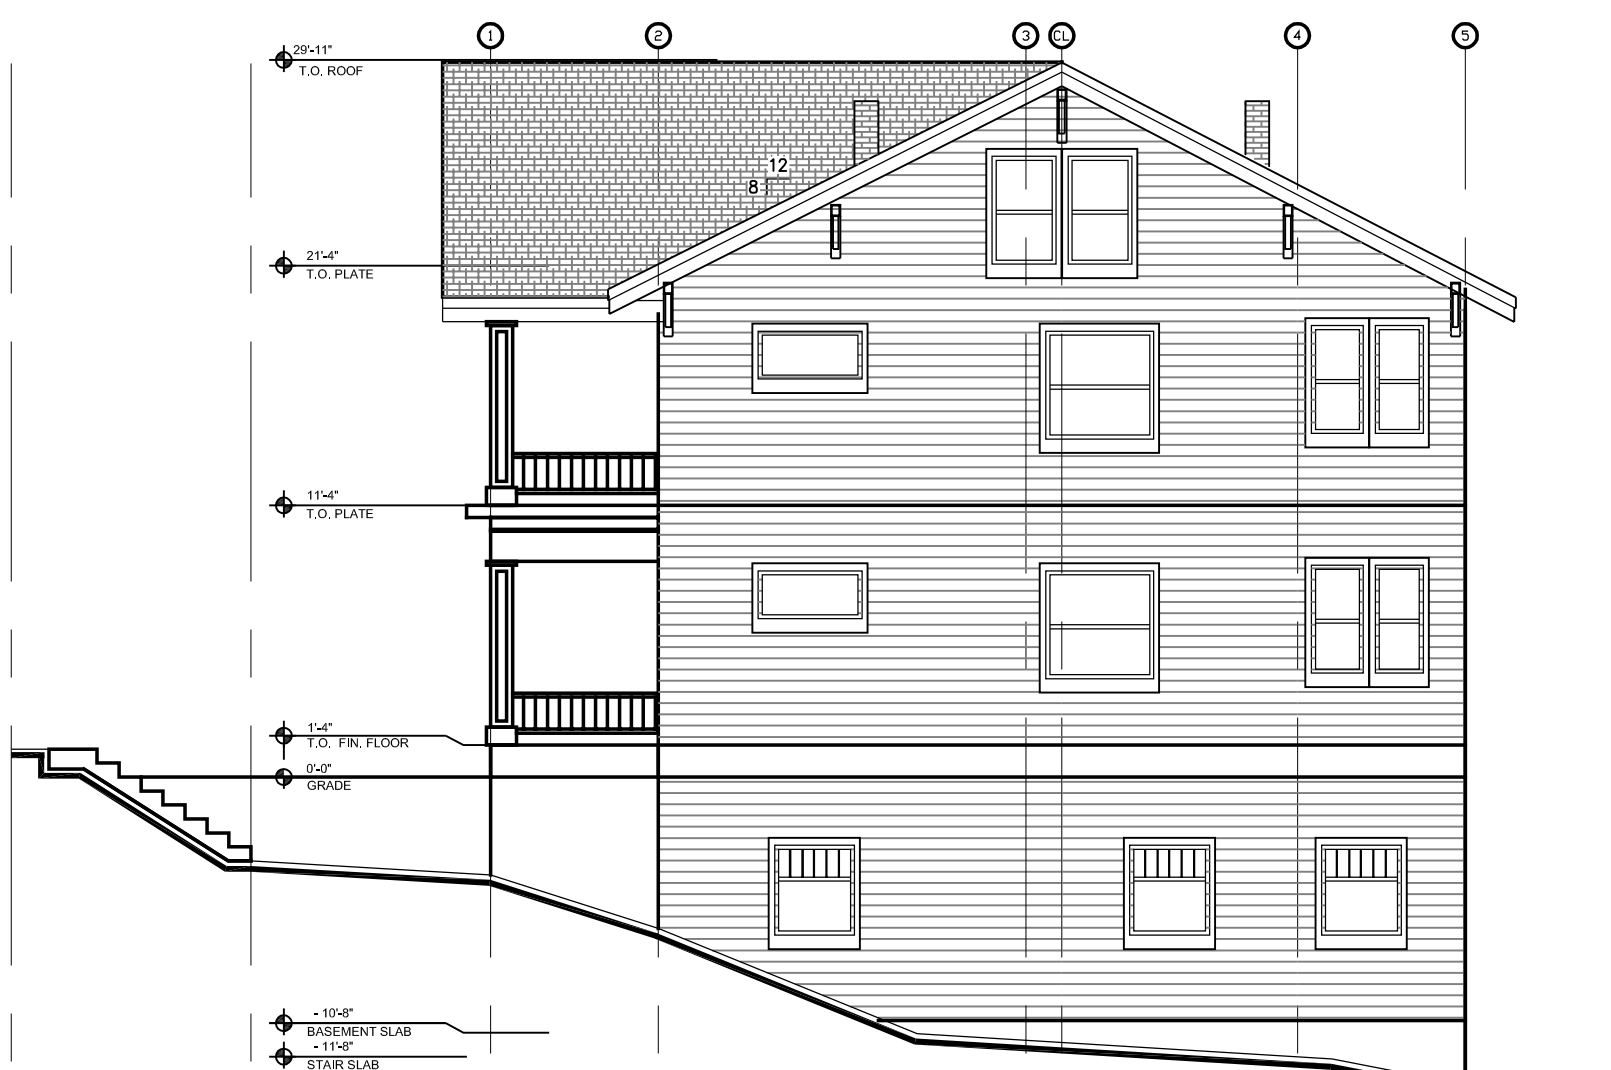 1 2 3 CL 4 5
29'-11"
T.O. ROOF
12
8
21'-4"
T.O. PLATE
11'-4"
T.O. PLATE
1'-4"
T.O. FIN. FLOOR
0'-0"
GRADE
- 10'-8"
BASEMENT SLAB
- 11'-8"
STAIR SLAB